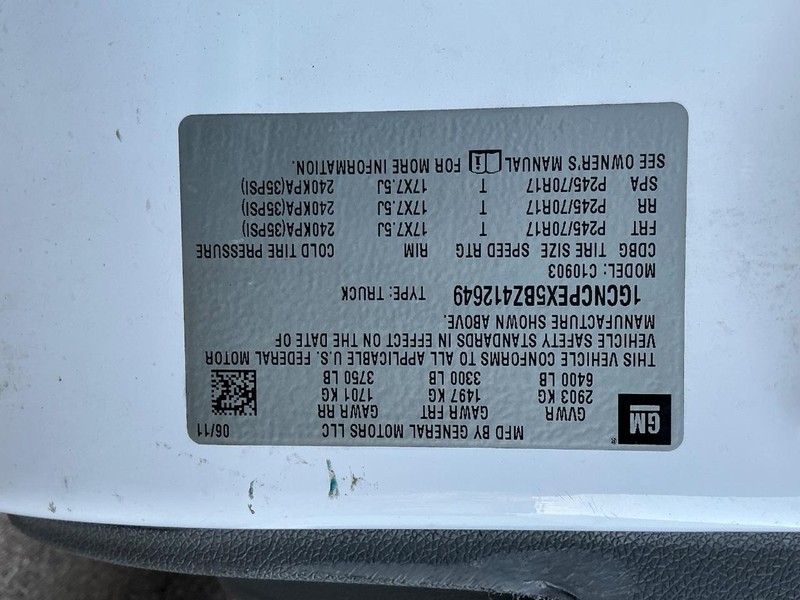 MFD BY GENERAL MOTORS LLC 06/11
GM®
GVWR GAWR FRT GAWR RR
2903 KG 1497 KG 1701 KG
6400 LB 3300 LB 3750 LB
THIS VEHICLE CONFORMS TO ALL APPLICABLE U.S. FEDERAL MOTOR
VEHICLE SAFETY STANDARDS IN EFFECT ON THE DATE OF
MANUFACTURE SHOWN ABOVE.
1GCNCPEX5BZ412649 TYPE: TRUCK
MODEL: C10903
CDBG TIRE SIZE SPEED RTG RIM COLD TIRE PRESSURE
FRT P245/70R17 T 17X7.5J 240KPA(35PSI)
RR P245/70R17 T 17X7.5J 240KPA(35PSI)
SPA P245/70R17 T 17X7.5J 240KPA(35PSI)
SEE OWNER'S MANUAL i FOR MORE INFORMATION.